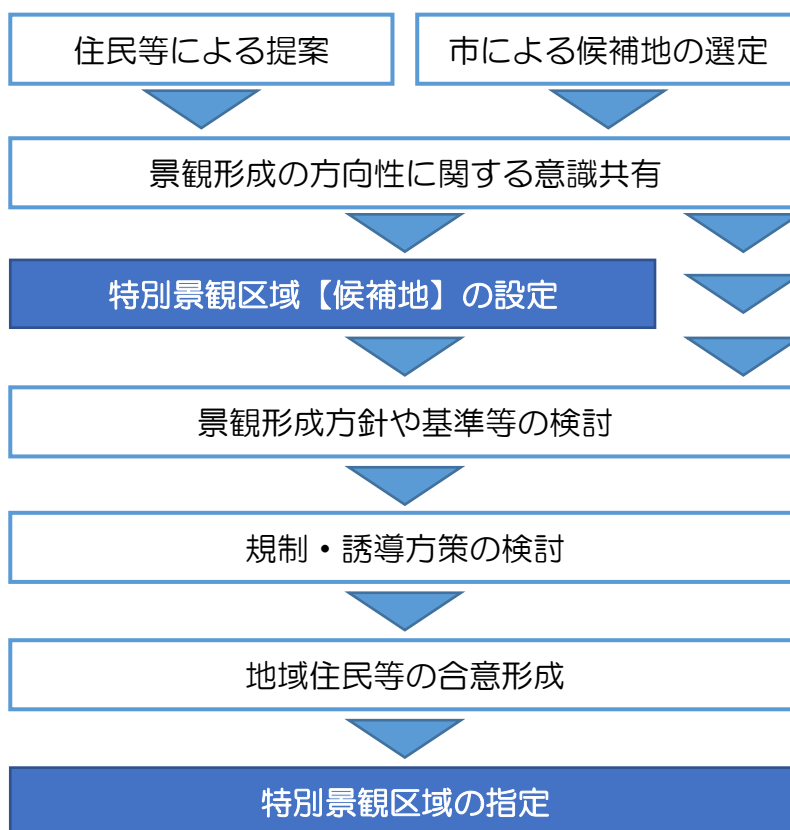 住民等による提案
市による候補地の選定
景観形成の方向性に関する意識共有
特別景観区域【候補地】の設定
景観形成方針や基準等の検討
規制・誘導方策の検討
地域住民等の合意形成
特別景観区域の指定